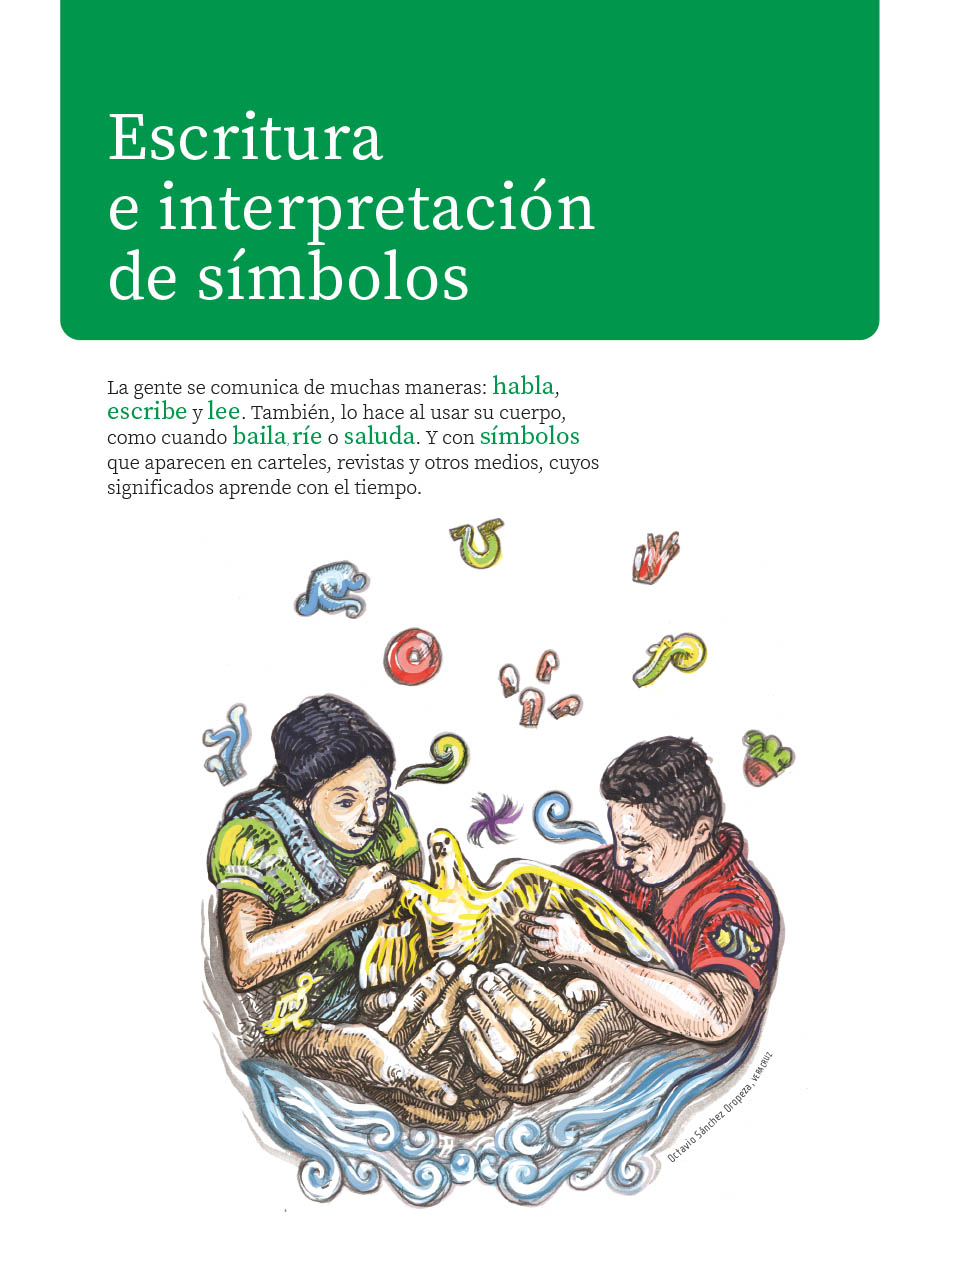 Escritura
e interpretación
de símbolos
La gente se comunica de muchas maneras: habla,
escribe y lee. También, lo hace al usar su cuerpo,
como cuando baila, ríe o saluda. Y con símbolos
que aparecen en carteles, revistas y otros medios, cuyos
significados aprende con el tiempo.
Octavio Sánchez Oropeza, VERACRUZ